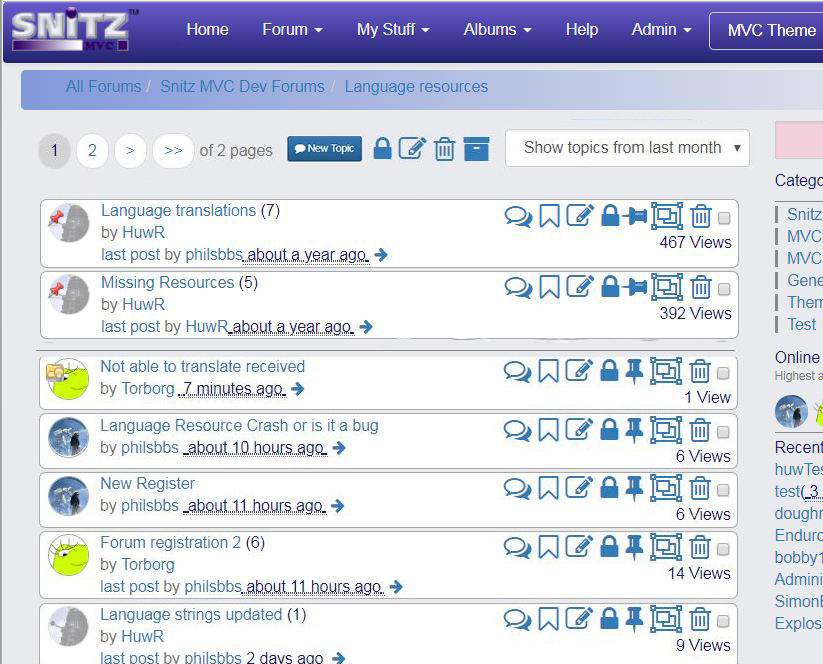 SNiTZ™
MVC
Home Forum My Stuff Albums Help Admin MVC Theme
All Forums / Snitz MVC Dev Forums / Language resources
1 2 > >> of 2 pages New Topic Show topics from last month
Categ
Language translations (7)
by HuwR
467 Views
last post by philsbbs about a year ago
Missing Resources (5)
by HuwR
392 Views
last post by HuwR about a year ago
Not able to translate received
by Torborg 7 minutes ago
1 View
Language Resource Crash or is it a bug
by philsbbs about 10 hours ago
6 Views
New Register
by philsbbs about 11 hours ago
6 Views
Forum registration 2 (6)
by Torborg
14 Views
last post by philsbbs about 11 hours ago
Language strings updated (1)
by HuwR
9 Views
last post by philsbbs 2 days ago
Snitz
MVC
MVC
Gene
Them
Test
Online
Highest a
Recent
huwTes
test( 3
doughn
Enduro
bobby1
Admini
SimonE
Explos